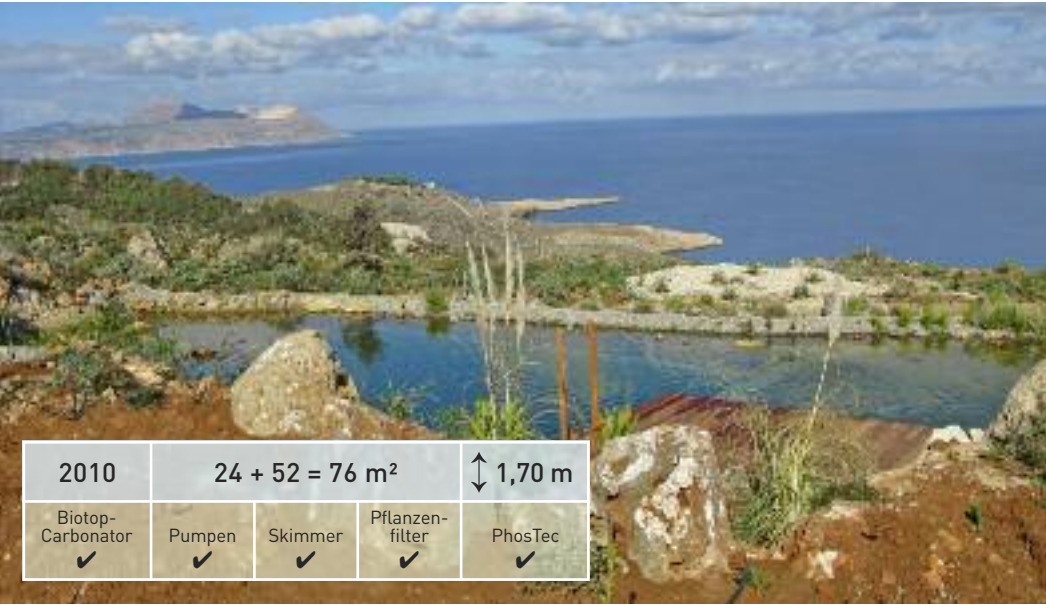 2010
24 + 52 = 76 m²
↕ 1,70 m
Biotop-
Carbonator
✔
Pumpen
✔
Skimmer
✔
Pflanzen-
filter
✔
PhosTec
✔